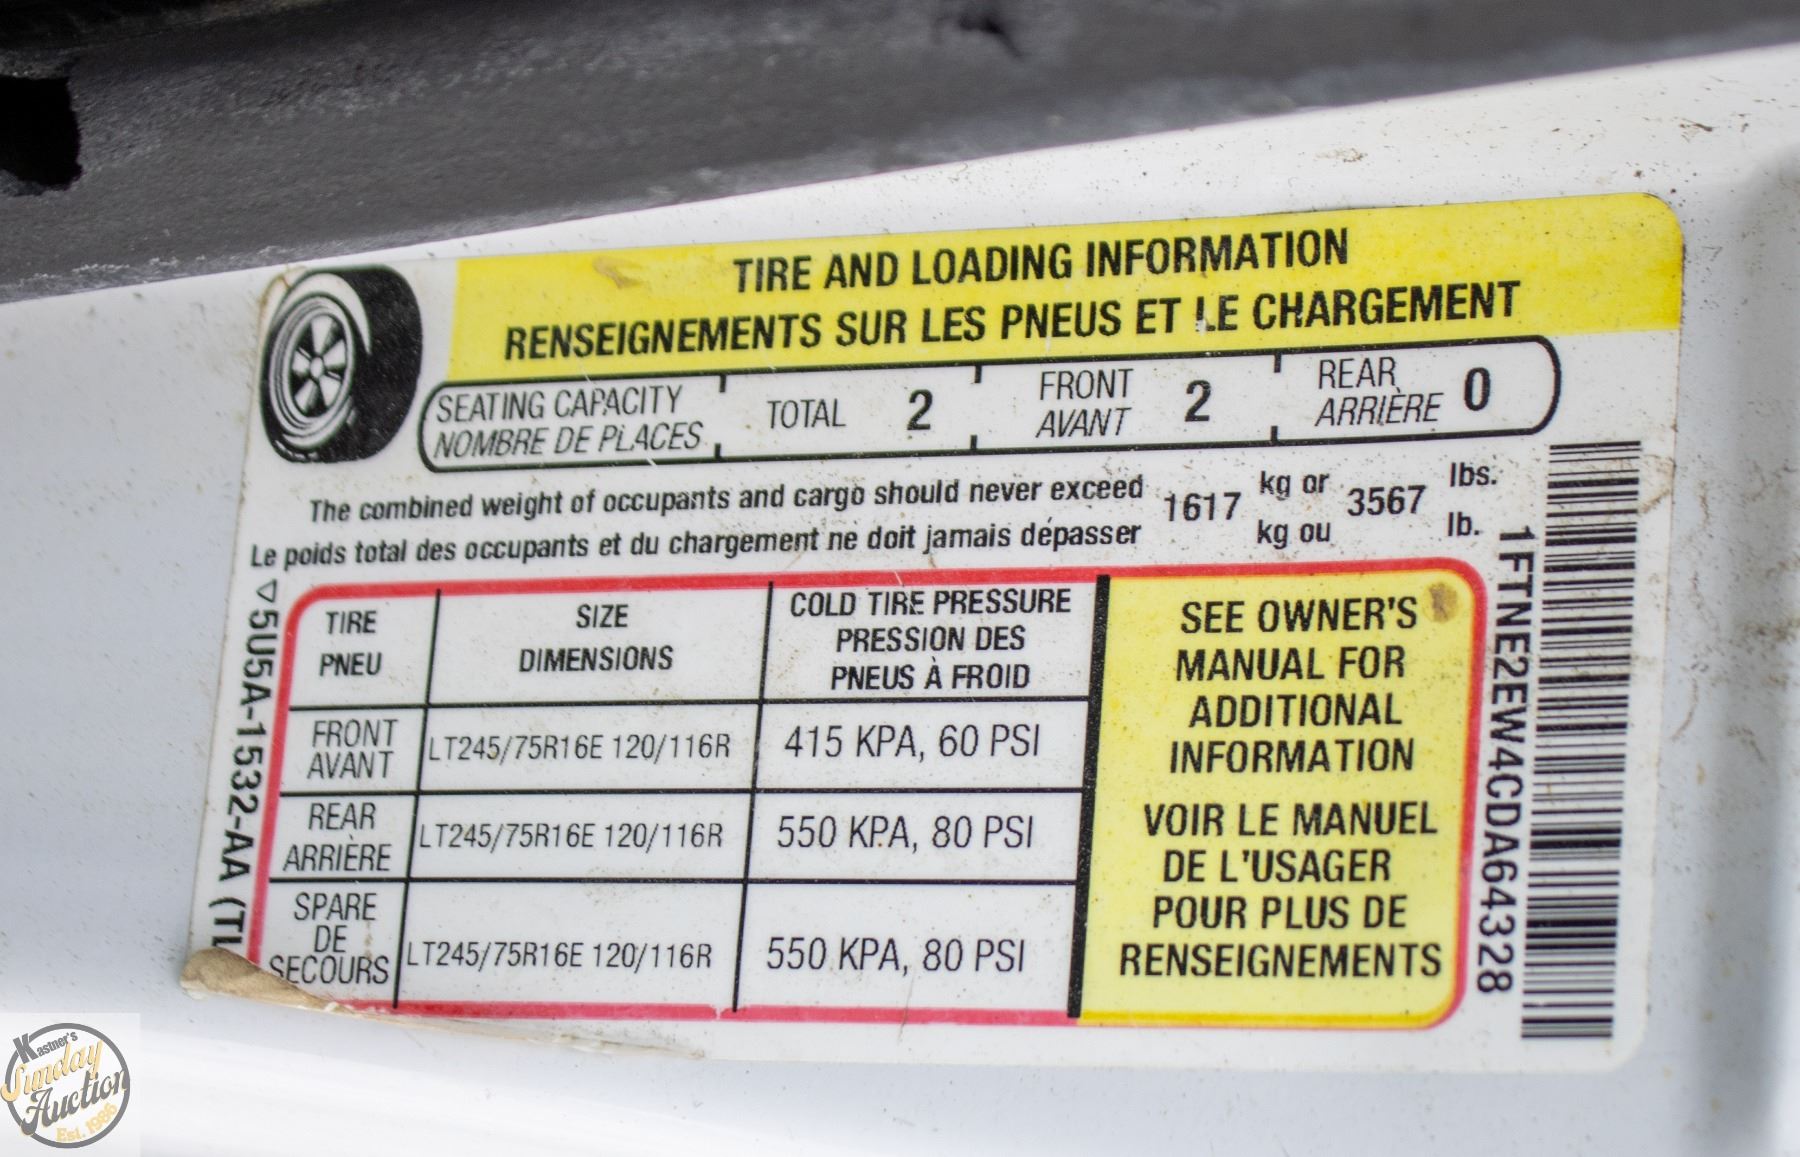 TIRE AND LOADING INFORMATION
RENSEIGNEMENTS SUR LES PNEUS ET LE CHARGEMENT
SEATING CAPACITY
NOMBRE DE PLACES
TOTAL 2
FRONT
AVANT
2
REAR
ARRIÈRE
0
The combined weight of occupants and cargo should never exceed
Le poids total des occupants et du chargement ne doit jamais dépasser
1617
kg or
kg ou
3567
lbs.
lb.
TIRE
PNEU
SIZE
DIMENSIONS
COLD TIRE PRESSURE
PRESSION DES
PNEUS À FROID
FRONT
AVANT
LT245/75R16E 120/116R
415 KPA, 60 PSI
REAR
ARRIÈRE
LT245/75R16E 120/116R
550 KPA, 80 PSI
SPARE
DE
SECOURS
LT245/75R16E 120/116R
550 KPA, 80 PSI
SEE OWNER'S
MANUAL FOR
ADDITIONAL
INFORMATION
VOIR LE MANUEL
DE L'USAGER
POUR PLUS DE
RENSEIGNEMENTS
5U5A-1532-AA
1FTNE2EW4CDA64328
Kastner's
Sunday
Auction
Est. 1986